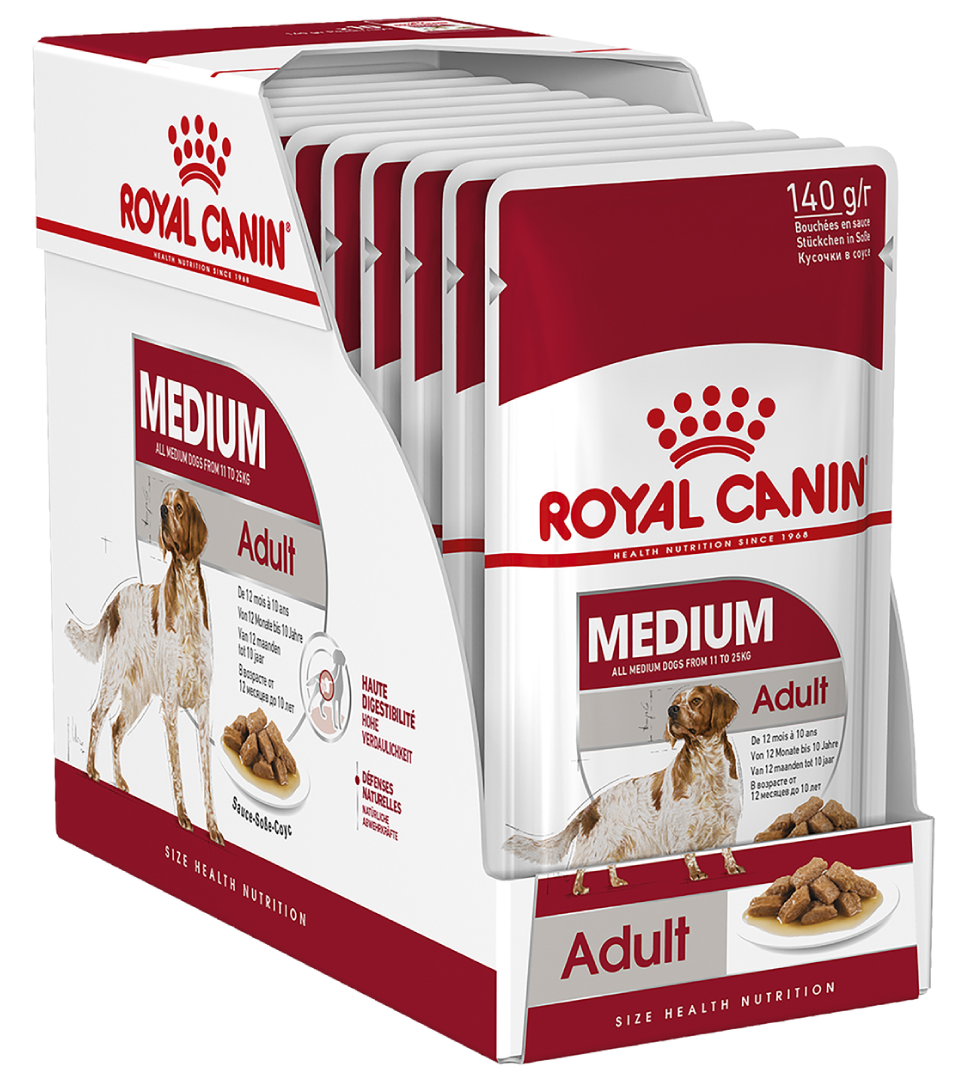 ROYAL CANIN
HEALTH NUTRITION SINCE 1968
MEDIUM
ALL MEDIUM DOGS FROM 11 TO 25KG
Adult
De 12 mois à 10 ans
Von 12 Monate bis 10 Jahre
Van 12 maanden
tot 10 jaar
В возрасте от
12 месяцев до 10 лет
HAUTE
DIGESTIBILITÉ
HOHE
VERDAULICHKEIT
DÉFENSES
NATURELLES
NATÜRLICHE
ABWEHRKRÄFTE
Sauce-Soße-Соус
SIZE HEALTH NUTRITION
140 g/г
Bouchées en sauce
Stückchen in Soße
Кусочки в соусе
ROYAL CANIN
HEALTH NUTRITION SINCE 1968
MEDIUM
ALL MEDIUM DOGS FROM 11 TO 25KG
Adult
De 12 mois à 10 ans
Von 12 Monate bis 10 Jahre
Van 12 maanden tot 10 jaar
В возрасте от
12 месяцев до 10 лет
Adult
SIZE HEALTH NUTRITION